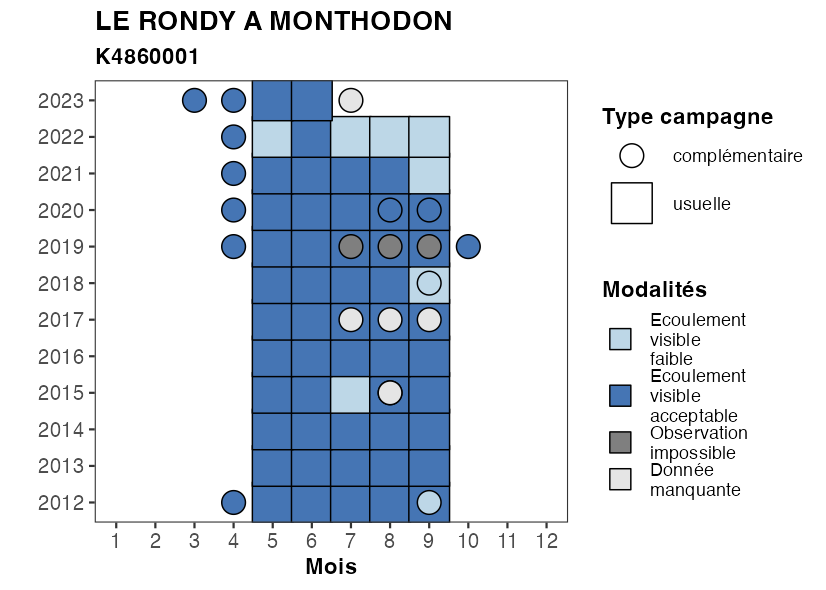 LE RONDY A MONTHODON
K4860001
2023
2022
2021
2020
2019
2018
2017
2016
2015
2014
2013
2012
1 2 3 4 5 6 7 8 9 10 11 12
Mois
Type campagne
complémentaire
usuelle
Modalités
Ecoulement
visible
faible
Ecoulement
visible
acceptable
Observation
impossible
Donnée
manquante